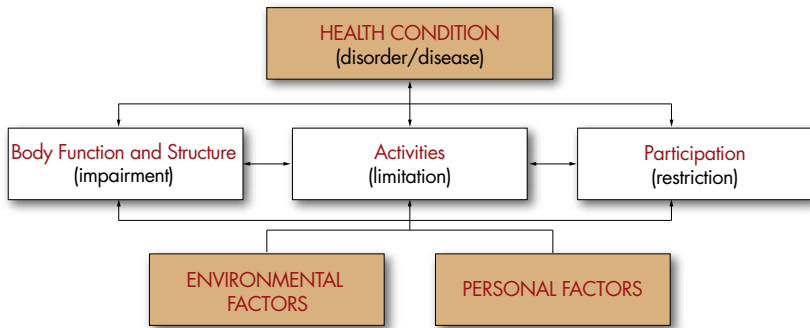 HEALTH CONDITION
(disorder/disease)
Body Function and Structure
(impairment)
Activities
(limitation)
Participation
(restriction)
ENVIRONMENTAL
FACTORS
PERSONAL FACTORS